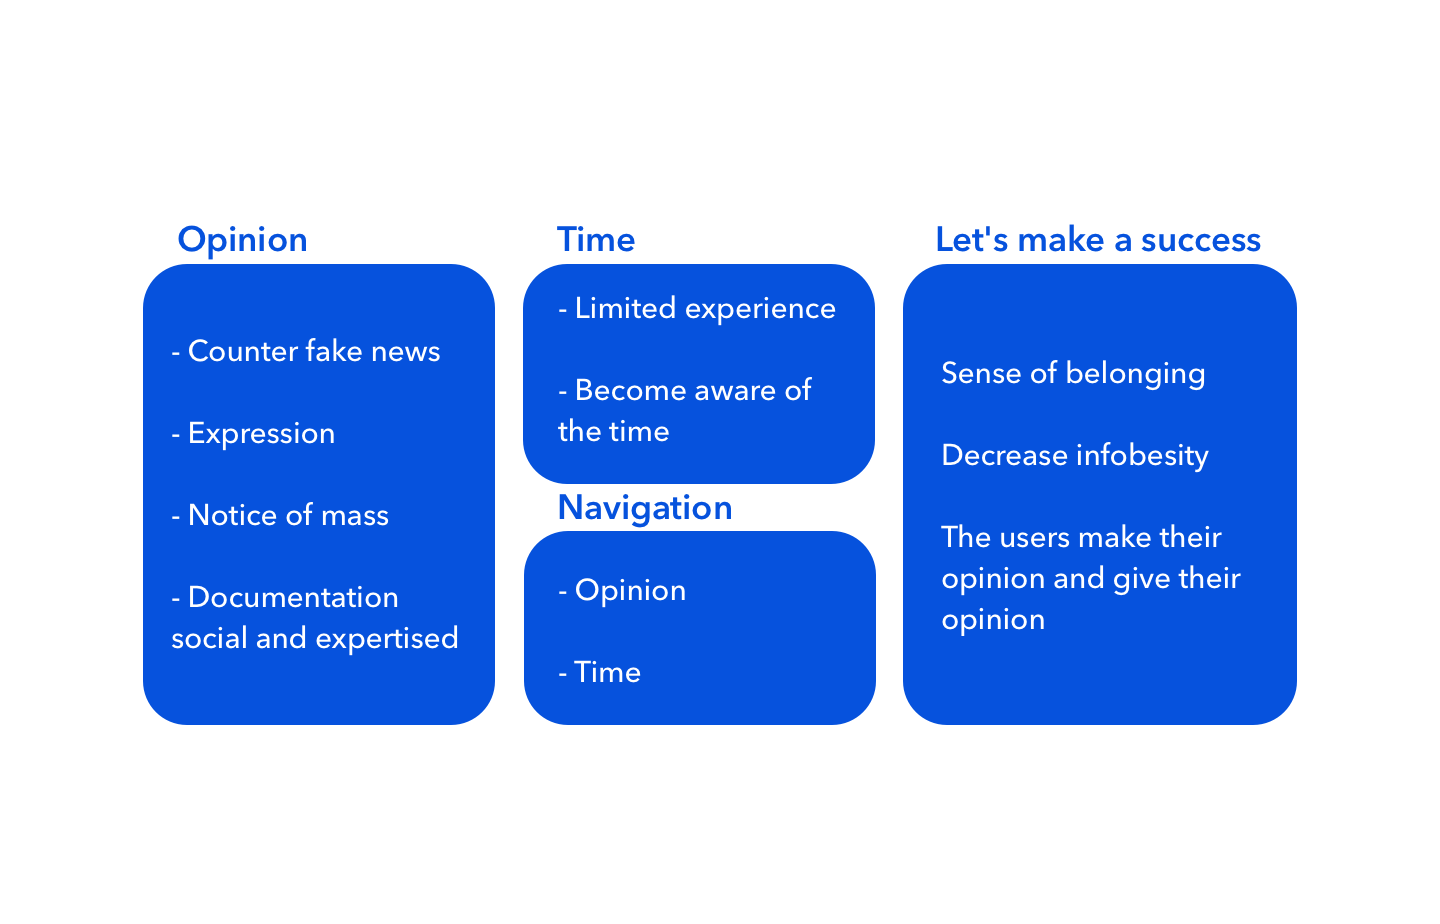 Opinion
- Counter fake news
- Expression
- Notice of mass
- Documentation
social and expertised
Time
- Limited experience
- Become aware of
the time
Navigation
- Opinion
- Time
Let's make a success
Sense of belonging
Decrease infobesity
The users make their
opinion and give their
opinion